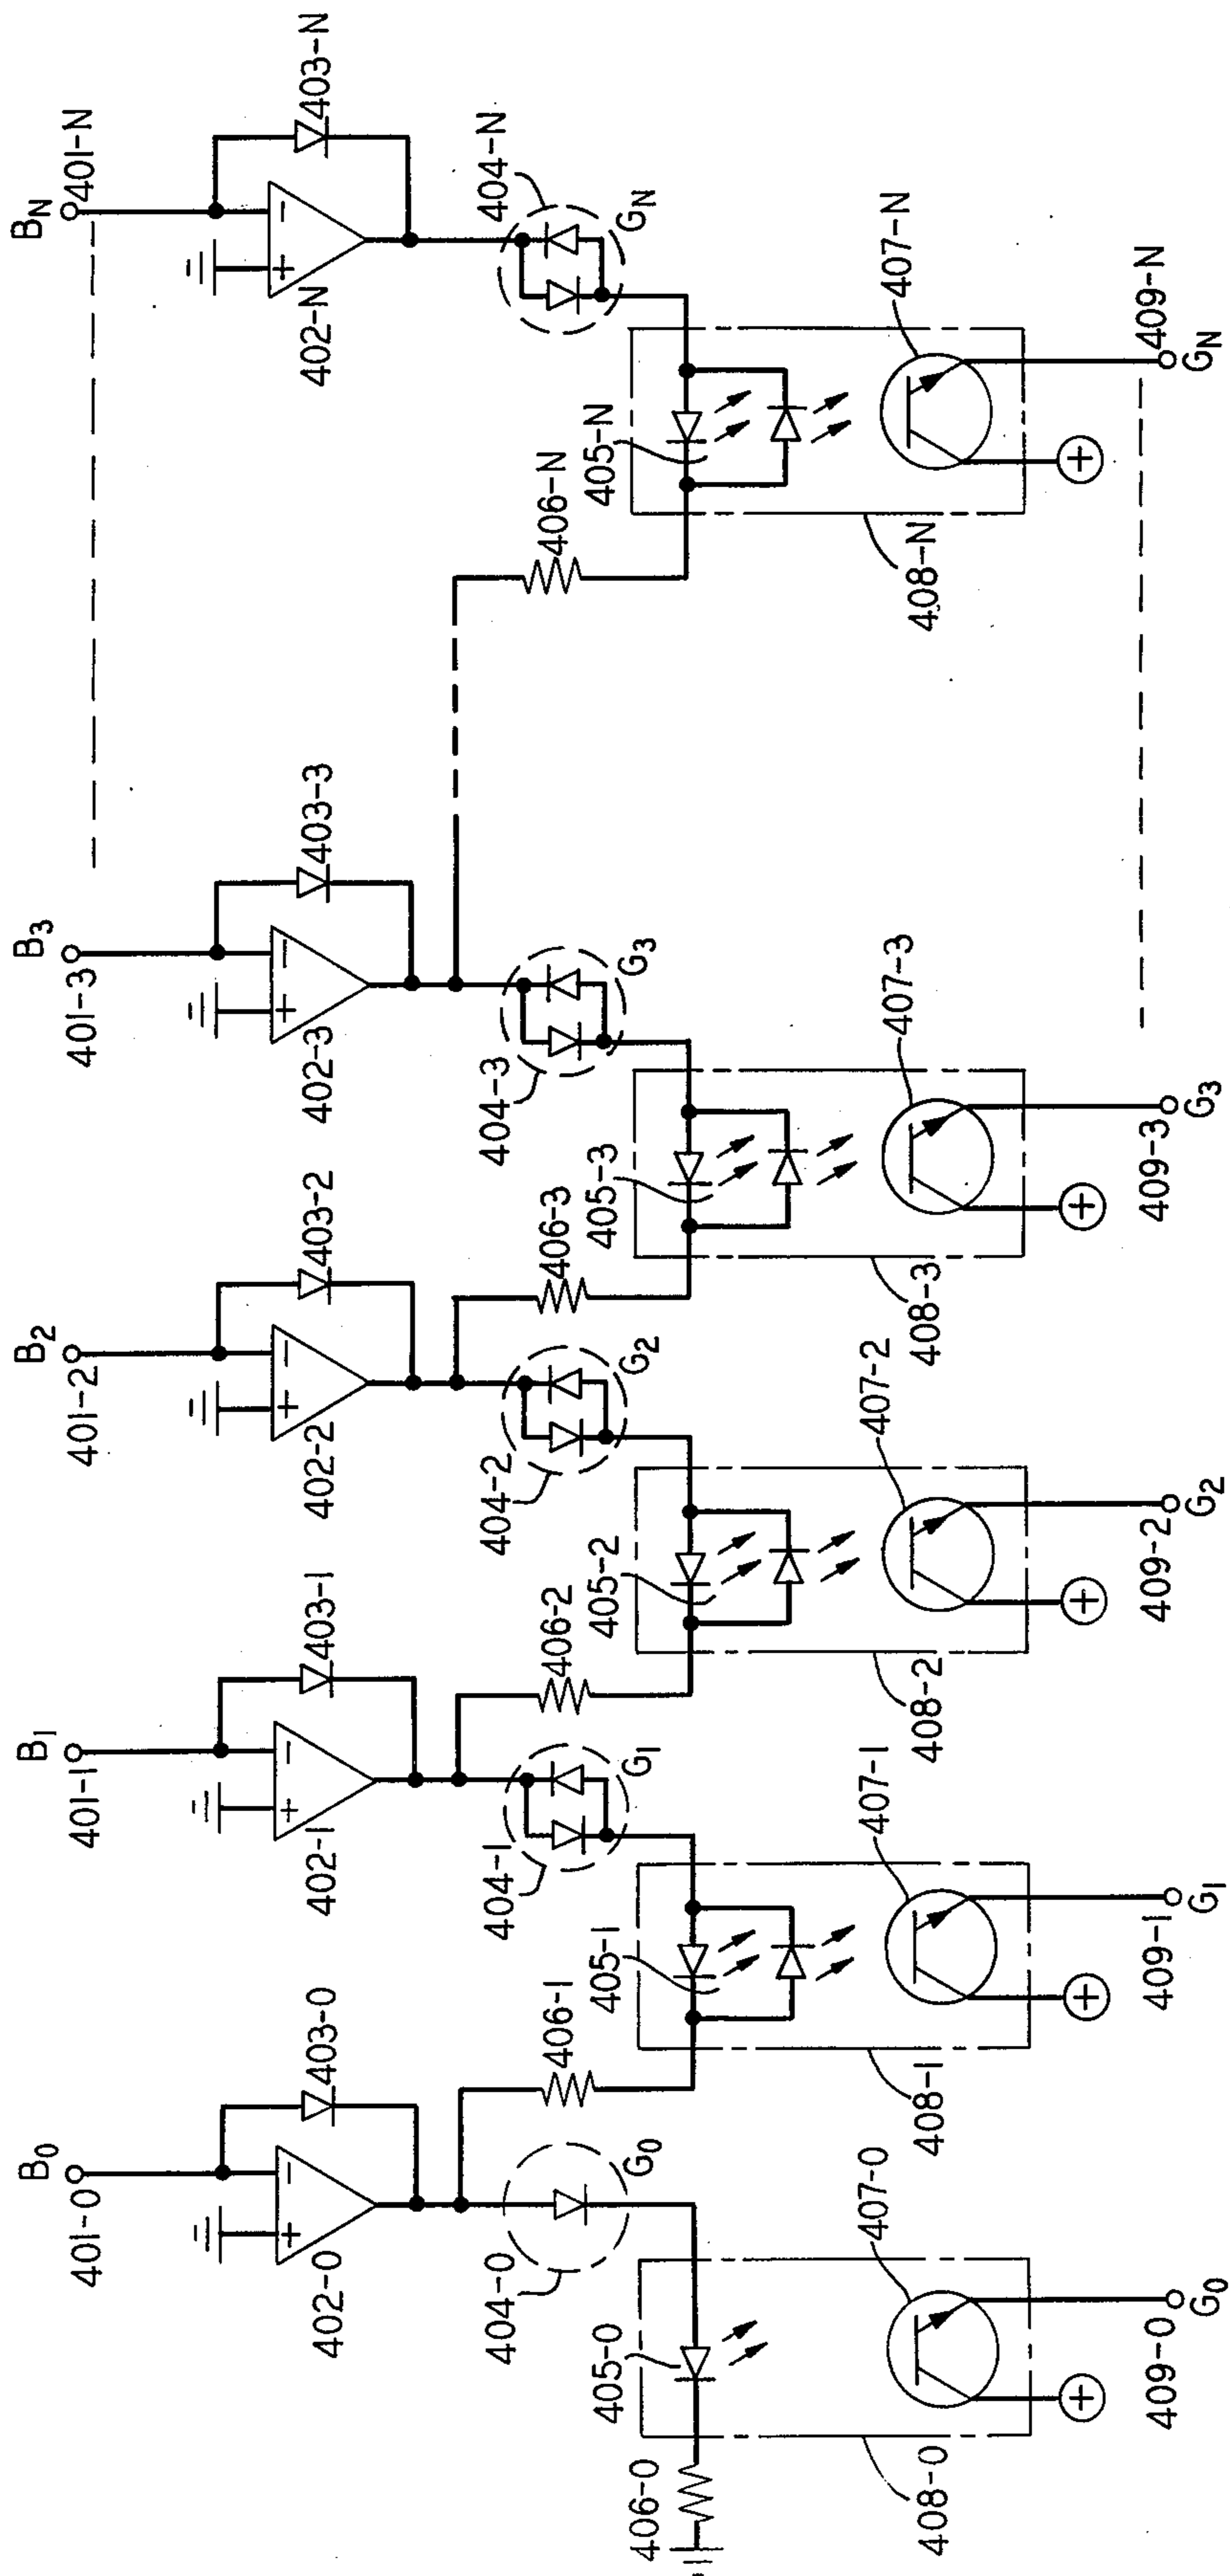 B0 B1 B2 B3 BN
401-0 401-1 401-2 401-3 401-N
− − − − −
+ + + + +
402-0 402-1 402-2 402-3 402-N
403-0 403-1 403-2 403-3 403-N
404-0 404-1 404-2 404-3 404-N
G0 G1 G2 G3 GN
406-0 406-1 406-2 406-3 406-N
405-0 405-1 405-2 405-3 405-N
407-0 407-1 407-2 407-3 407-N
408-0 408-1 408-2 408-3 408-N
+ + + + +
409-0 409-1 409-2 409-3 409-N
G0 G1 G2 G3 GN